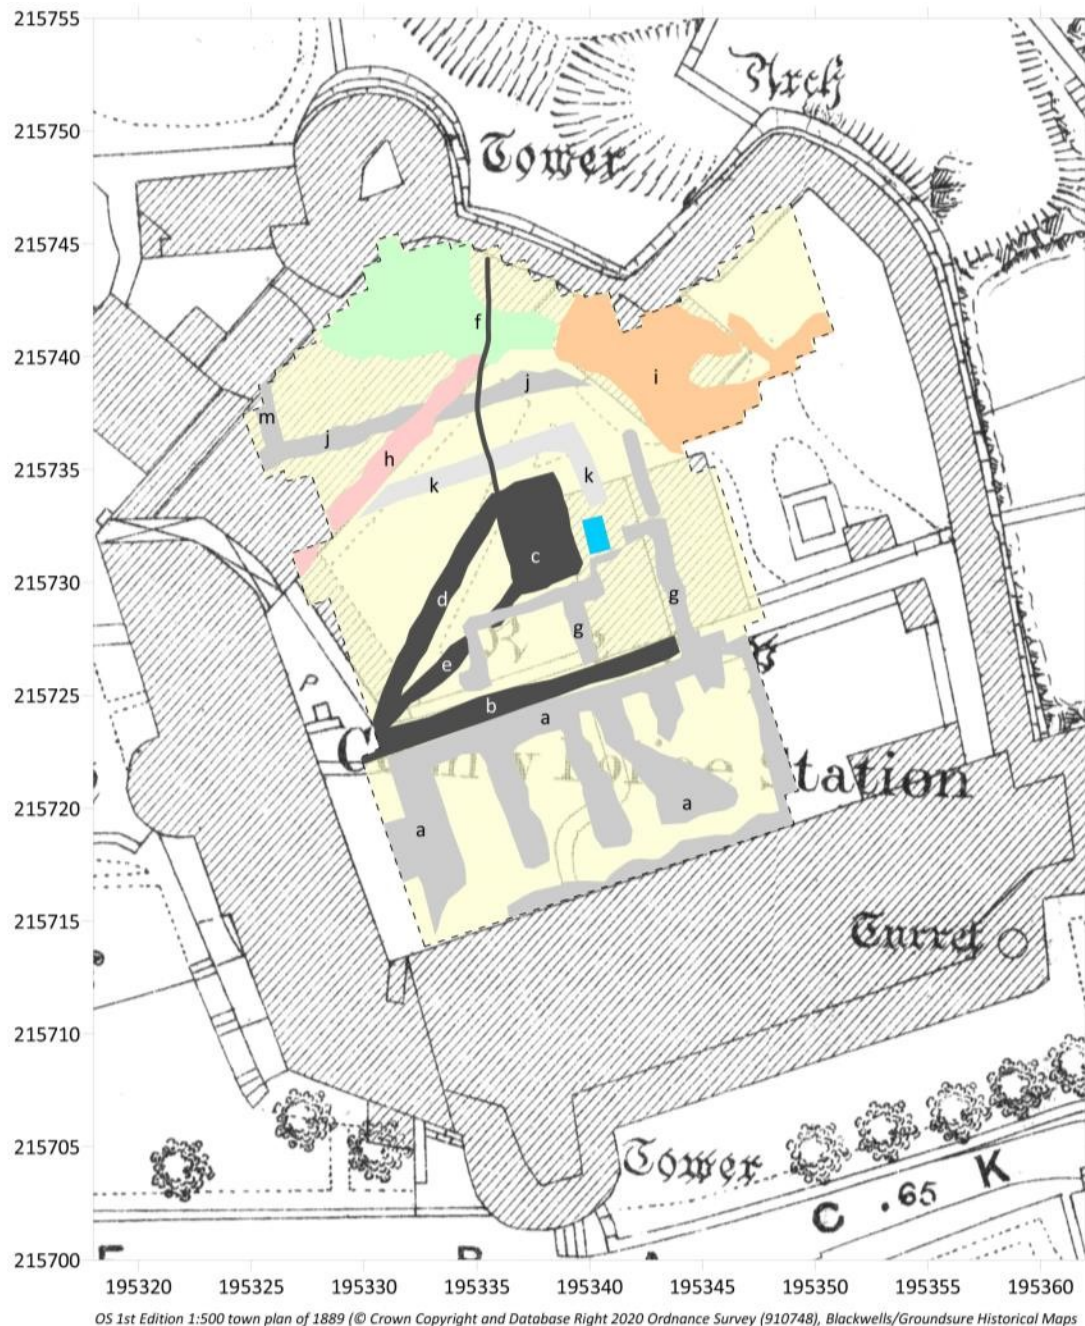 215755
Arch
215750
Tower
215745
f
215740
i
j
m
j
h
215735
k
k
c
215730
d
g
g
e
215725
P
b
a
Station
215720
a
a
215715
Turret
215710
215705
Tower
K
C .65
215700
195320 195325 195330 195335 195340 195345 195350 195355 195360
OS 1st Edition 1:500 town plan of 1889 (© Crown Copyright and Database Right 2020 Ordnance Survey (910748), Blackwells/Groundsure Historical Maps